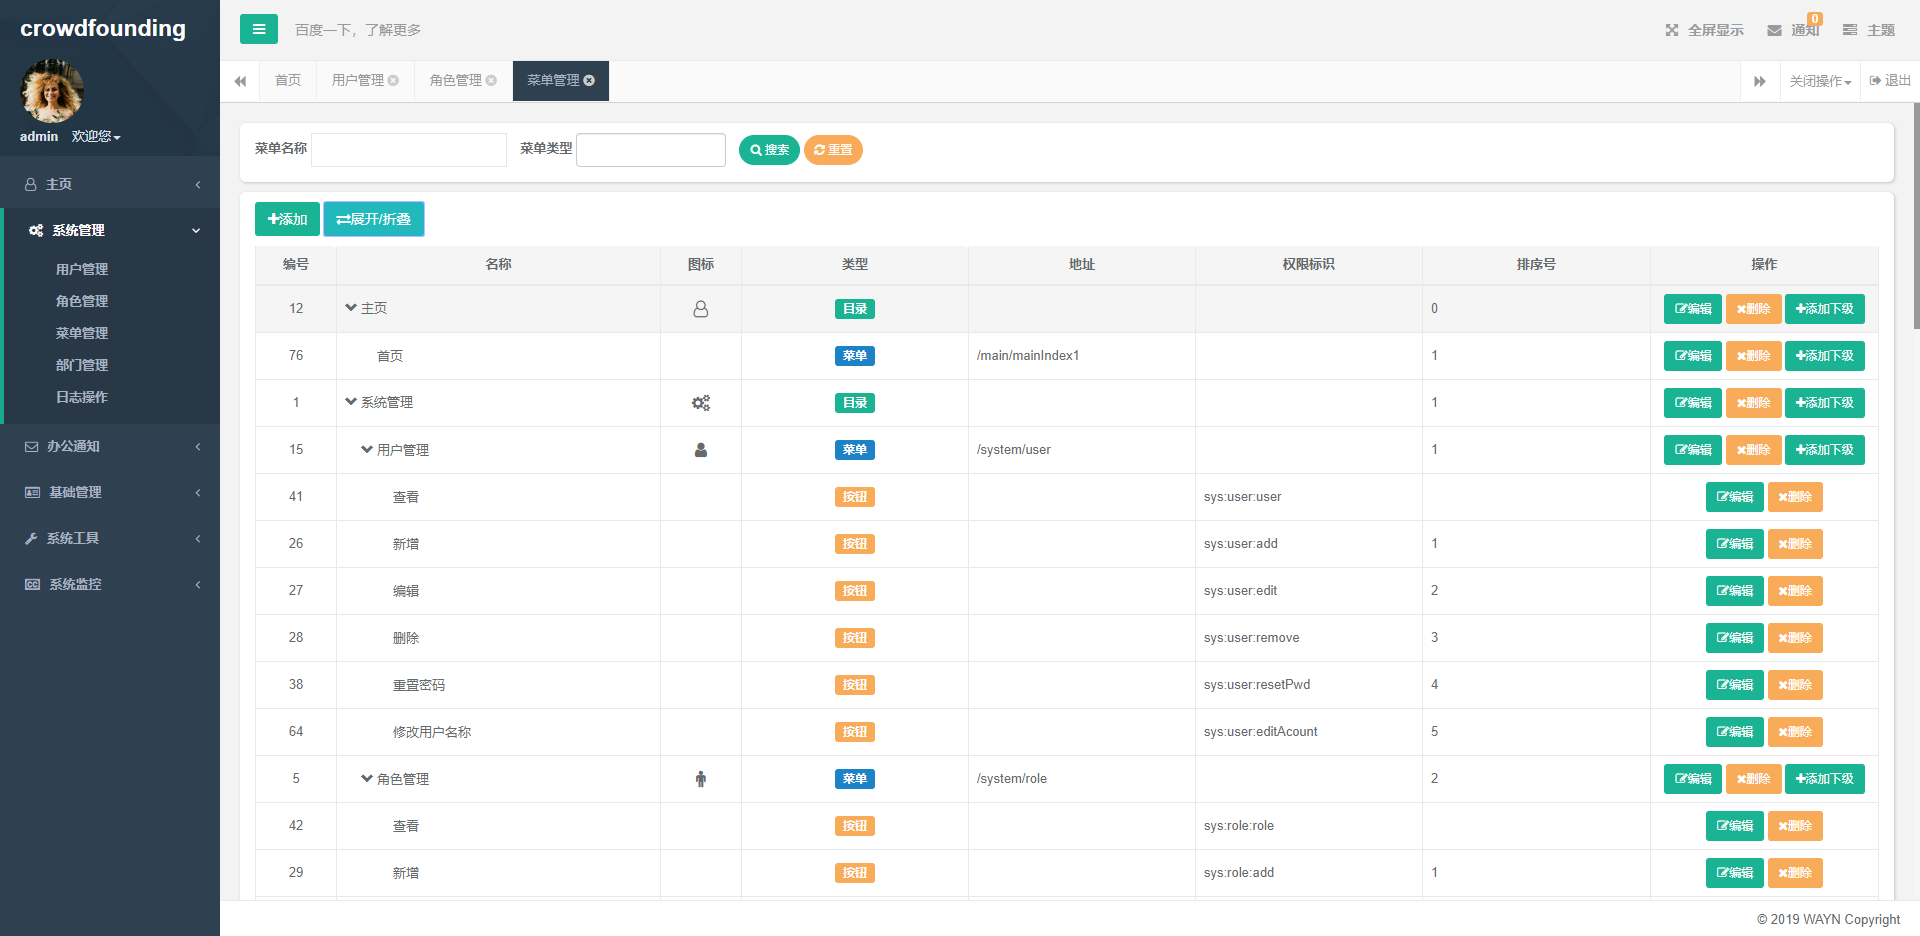 crowdfounding
admin 欢迎您
主页
系统管理
用户管理
角色管理
菜单管理
部门管理
日志操作
办公通知
基础管理
系统工具
系统监控
百度一下，了解更多
全屏显示 通知 0 主题
首页 用户管理 角色管理 菜单管理 关闭操作 退出
菜单名称 菜单类型 搜索 重置
添加 展开/折叠
编号 名称 图标 类型 地址 权限标识 排序号 操作
12 主页 目录 0 编辑 删除 添加下级
76 首页 菜单 /main/mainIndex1 1 编辑 删除 添加下级
1 系统管理 目录 1 编辑 删除 添加下级
15 用户管理 菜单 /system/user 1 编辑 删除 添加下级
41 查看 按钮 sys:user:user 编辑 删除
26 新增 按钮 sys:user:add 1 编辑 删除
27 编辑 按钮 sys:user:edit 2 编辑 删除
28 删除 按钮 sys:user:remove 3 编辑 删除
38 重置密码 按钮 sys:user:resetPwd 4 编辑 删除
64 修改用户名称 按钮 sys:user:editAcount 5 编辑 删除
5 角色管理 菜单 /system/role 2 编辑 删除 添加下级
42 查看 按钮 sys:role:role 编辑 删除
29 新增 按钮 sys:role:add 1 编辑 删除
© 2019 WAYN Copyright